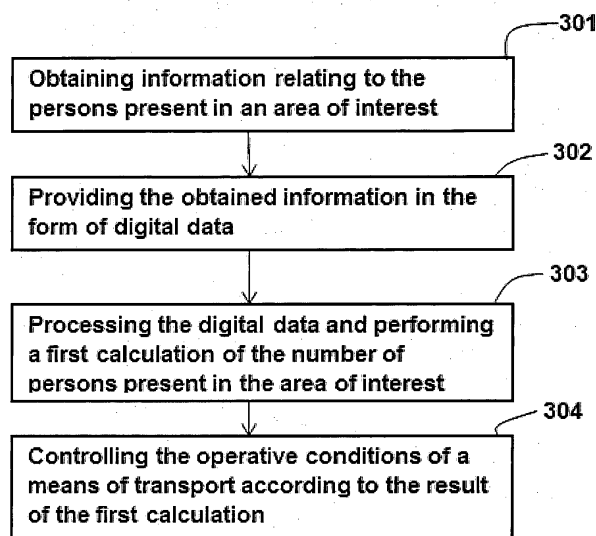 301
Obtaining information relating to the
persons present in an area of interest
302
Providing the obtained information in the
form of digital data
303
Processing the digital data and performing
a first calculation of the number of
persons present in the area of interest
304
Controlling the operative conditions of a
means of transport according to the result
of the first calculation